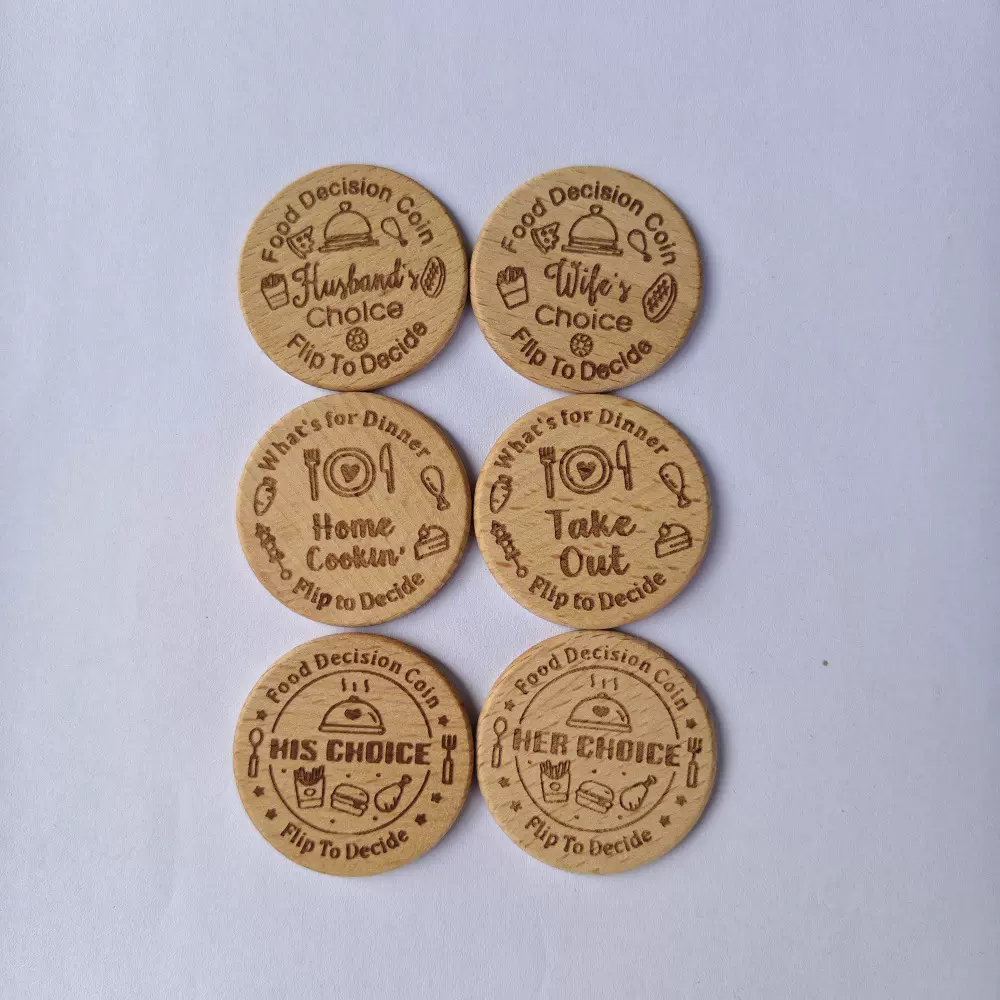 Food Decision Coin
Husband's
Choice
Flip To Decide
Food Decision Coin
Wife's
Choice
Flip To Decide
What's for Dinner
Home
Cookin'
Flip to Decide
What's for Dinner
Take
Out
Flip to Decide
Food Decision Coin
HIS CHOICE
Flip To Decide
Food Decision Coin
HER CHOICE
Flip To Decide